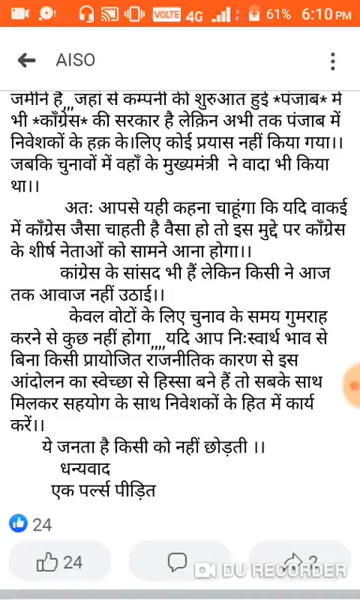 VOLTE 4G 61% 6:10 PM
AISO
जमीने है,,,जहां से कम्पनी की शुरुआत हुई *पंजाब* में
भी *काँग्रेस* की सरकार है लेक़िन अभी तक पंजाब में
निवेशकों के हक़ के।लिए कोई प्रयास नहीं किया गया।।
जबकि चुनावों में वहाँ के मुख्यमंत्री ने वादा भी किया
था।।
अतः आपसे यही कहना चाहूंगा कि यदि वाकई
में काँग्रेस जैसा चाहती है वैसा हो तो इस मुद्दे पर काँग्रेस
के शीर्ष नेताओं को सामने आना होगा।।
कांग्रेस के सांसद भी हैं लेकिन किसी ने आज
तक आवाज नहीं उठाई।।
केवल वोटों के लिए चुनाव के समय गुमराह
करने से कुछ नहीं होगा,,,,यदि आप निःस्वार्थ भाव से
बिना किसी प्रायोजित राजनीतिक कारण से इस
आंदोलन का स्वेच्छा से हिस्सा बने हैं तो सबके साथ
मिलकर सहयोग के साथ निवेशकों के हित में कार्य
करें।।
ये जनता है किसी को नहीं छोड़ती ।।
धन्यवाद
एक पर्ल्स पीड़ित
24
24
DU RECORDER